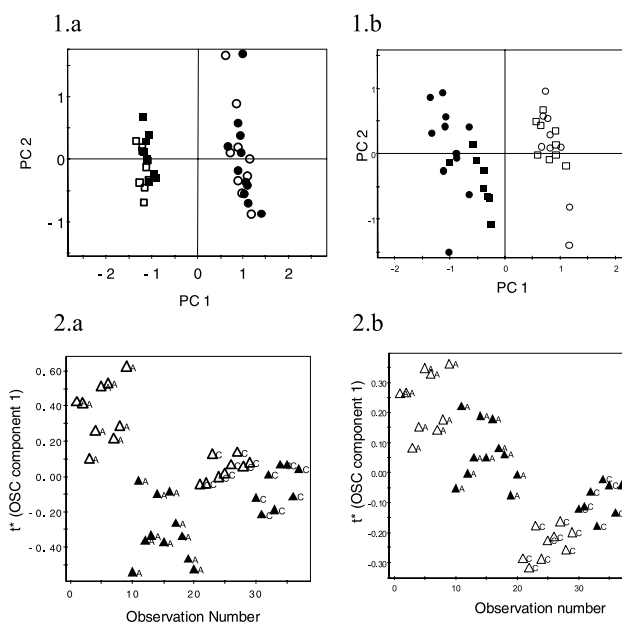 1.a
PC 2
1
0
- 1
- 2 - 1 0 1 2
PC 1
1.b
PC 2
1
0
-1
-2 -1 0 1 2
PC 1
2.a
t* (OSC component 1)
0. 60
0. 40
0. 20
0. 00
- 0. 20
- 0. 40
0 10 20 30
Observation Number
2.b
t* (OSC component 1)
0.30
0.20
0.10
0.00
-0.10
-0.20
-0.30
0 10 20 30
Observation number